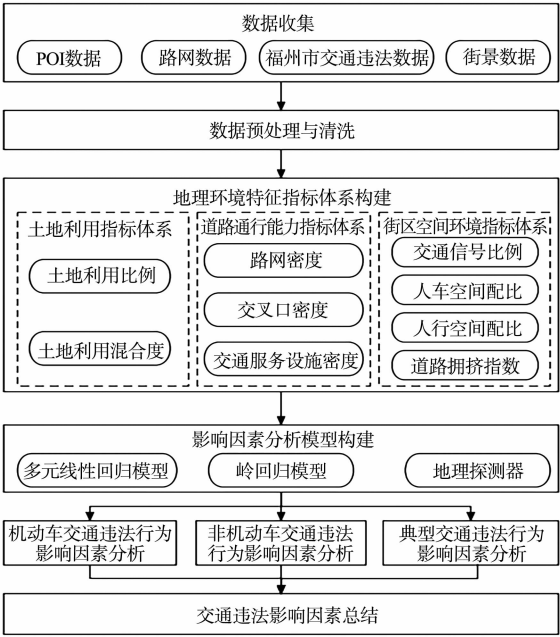 数据收集
POI数据
路网数据
福州市交通违法数据
街景数据
数据预处理与清洗
地理环境特征指标体系构建
土地利用指标体系
土地利用比例
土地利用混合度
道路通行能力指标体系
路网密度
交叉口密度
交通服务设施密度
街区空间环境指标体系
交通信号比例
人车空间配比
人行空间配比
道路拥挤指数
影响因素分析模型构建
多元线性回归模型
岭回归模型
地理探测器
机动车交通违法行为
影响因素分析
非机动车交通违法
行为影响因素分析
典型交通违法行为
影响因素分析
交通违法影响因素总结